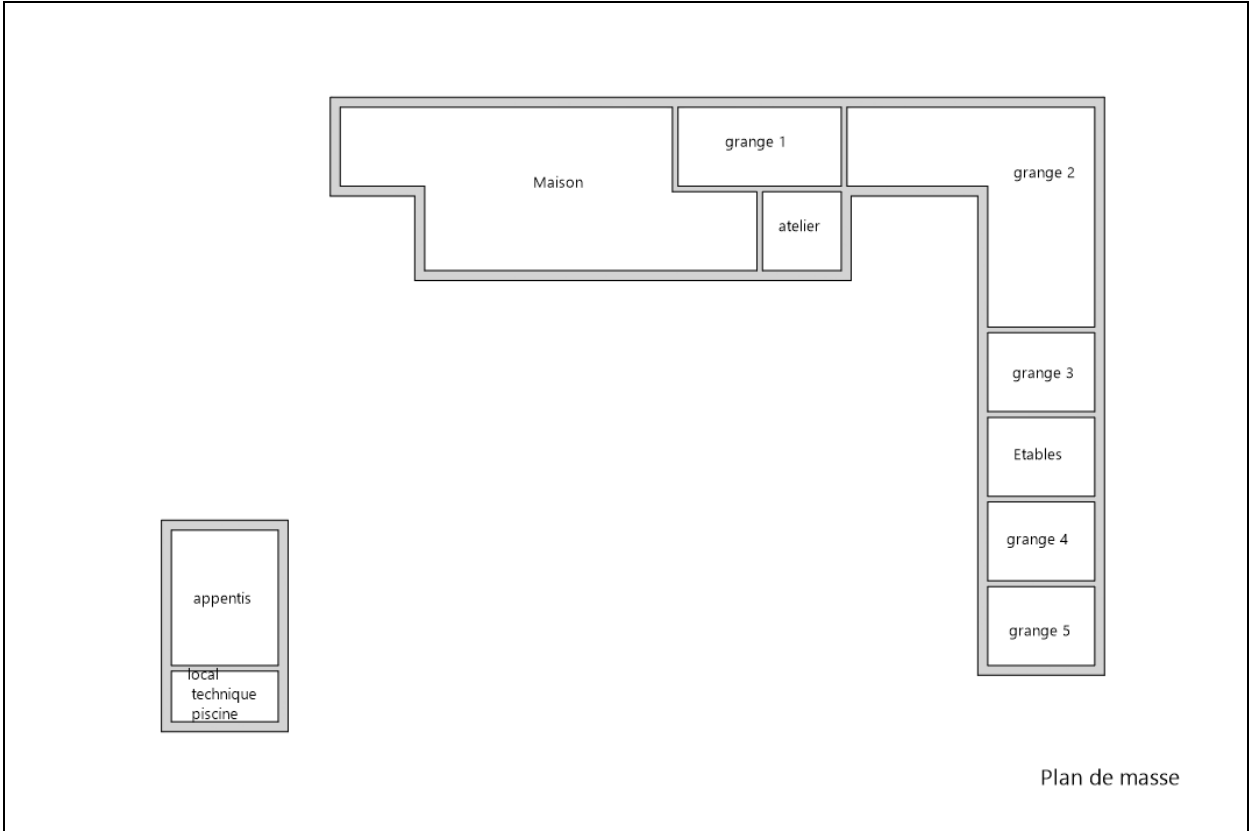 grange 1
grange 2
Maison
atelier
grange 3
Etables
grange 4
appentis
grange 5
local
technique
piscine
Plan de masse